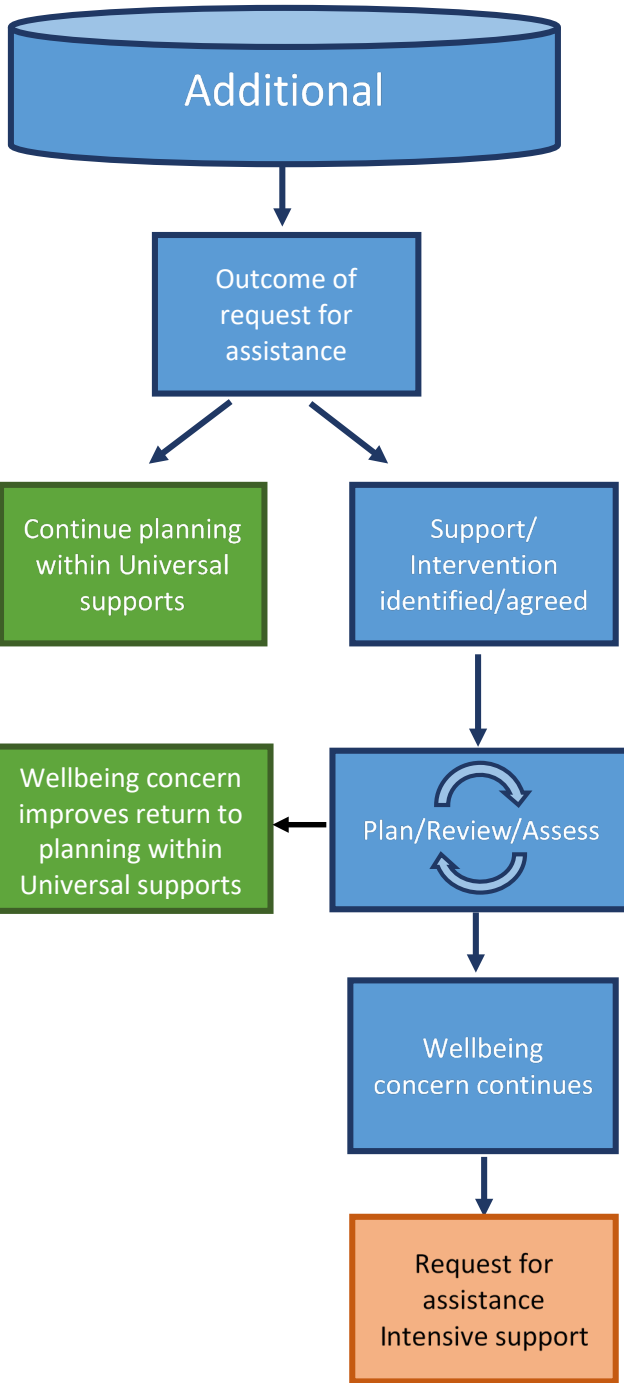 Additional
Outcome of
request for
assistance
Continue planning
within Universal
supports
Support/
Intervention
identified/agreed
Wellbeing concern
improves return to
planning within
Universal supports
Plan/Review/Assess
Wellbeing
concern continues
Request for
assistance
Intensive support